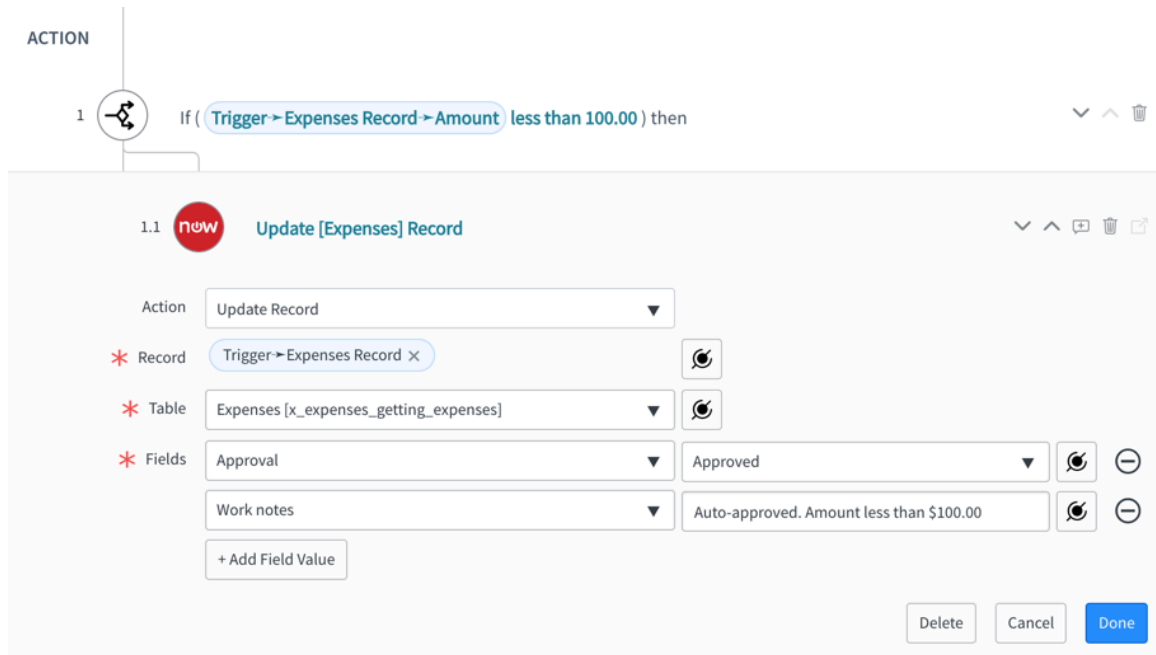 ACTION
1 If ( Trigger➛Expenses Record➛Amount less than 100.00 ) then
1.1 now Update [Expenses] Record
Action Update Record
* Record Trigger➛Expenses Record ×
* Table Expenses [x_expenses_getting_expenses]
* Fields Approval Approved
Work notes Auto-approved. Amount less than $100.00
+ Add Field Value
Delete Cancel Done